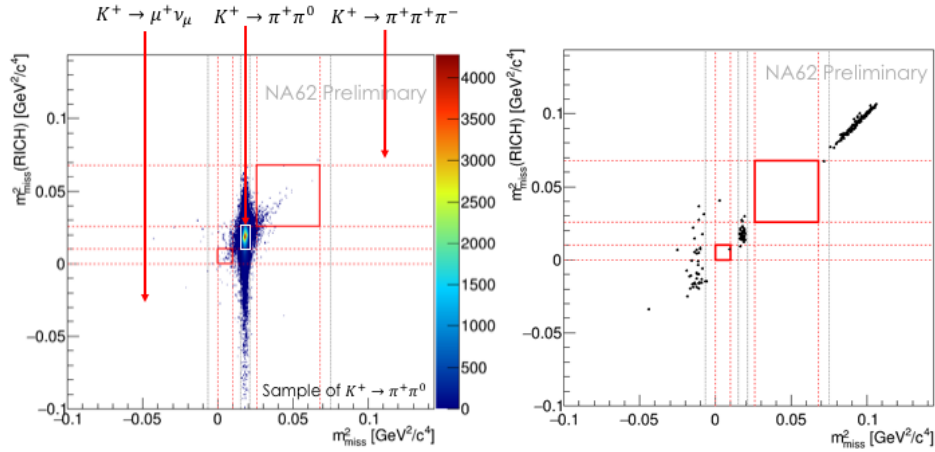 K⁺ → μ⁺ν_μ
K⁺ → π⁺π⁰
K⁺ → π⁺π⁺π⁻
m²_miss(RICH) [GeV²/c⁴]
NA62 Preliminary
0.1
0.05
0
−0.05
−0.1
−0.1
−0.05
0
0.05
0.1
m²_miss [GeV²/c⁴]
Sample of K⁺ → π⁺π⁰
4000
3500
3000
2500
2000
1500
1000
500
0
m²_miss(RICH) [GeV²/c⁴]
NA62 Preliminary
0.1
0.05
0
−0.05
−0.1
−0.1
−0.05
0
0.05
0.1
m²_miss [GeV²/c⁴]